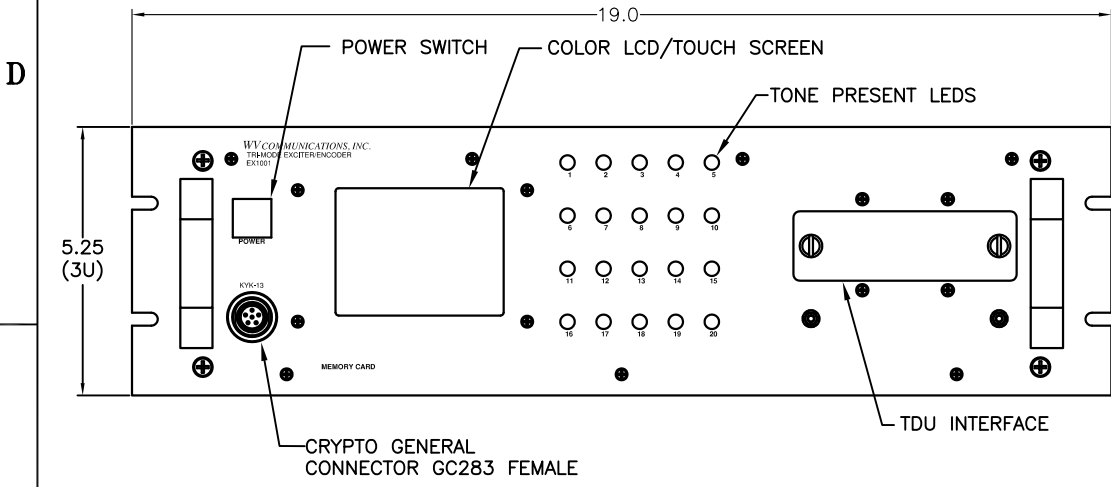 19.0
POWER SWITCH
COLOR LCD/TOUCH SCREEN
D
TONE PRESENT LEDS
WV COMMUNICATIONS, INC.
TRI-MODE EXCITER/ENCODER
EX1001
1 2 3 4 5
POWER
6 7 8 9 10
5.25
(3U)
KYK-13
11 12 13 14 15
16 17 18 19 20
MEMORY CARD
TDU INTERFACE
CRYPTO GENERAL
CONNECTOR GC283 FEMALE